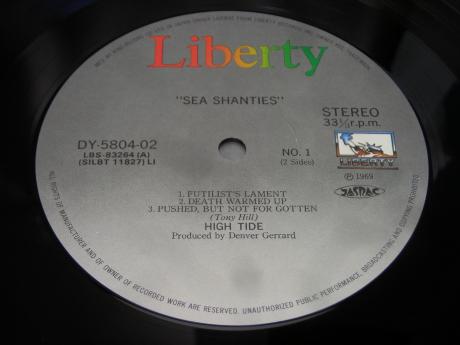 Liberty
"SEA SHANTIES"
STEREO
33⅓ r.p.m.
DY-5804-02
LBS-83264 (A)
(SILBT 11827) LI
NO. 1
(2 Sides)
LIBERTY
Ⓟ 1969
JASRAC
1. FUTILIST'S LAMENT
2. DEATH WARMED UP
3. PUSHED, BUT NOT FOR GOTTEN
(Tony Hill)
HIGH TIDE
Produced by Denver Gerrard
ALL RIGHTS OF MANUFACTURER AND OF OWNER OF RECORDED WORK ARE RESERVED. UNAUTHORIZED PUBLIC PERFORMANCE, BROADCASTING AND COPYING PROHIBITED